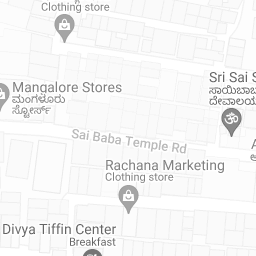 Clothing store
Mangalore Stores
ಮಂಗಳೂರು
ಸ್ಟೋರ್ಸ್
Sri Sai S
ಸಾಯಿಬಾಬ
ದೇವಾಲಯ
Sai Baba Temple Rd
Rachana Marketing
Clothing store
Divya Tiffin Center
Breakfast